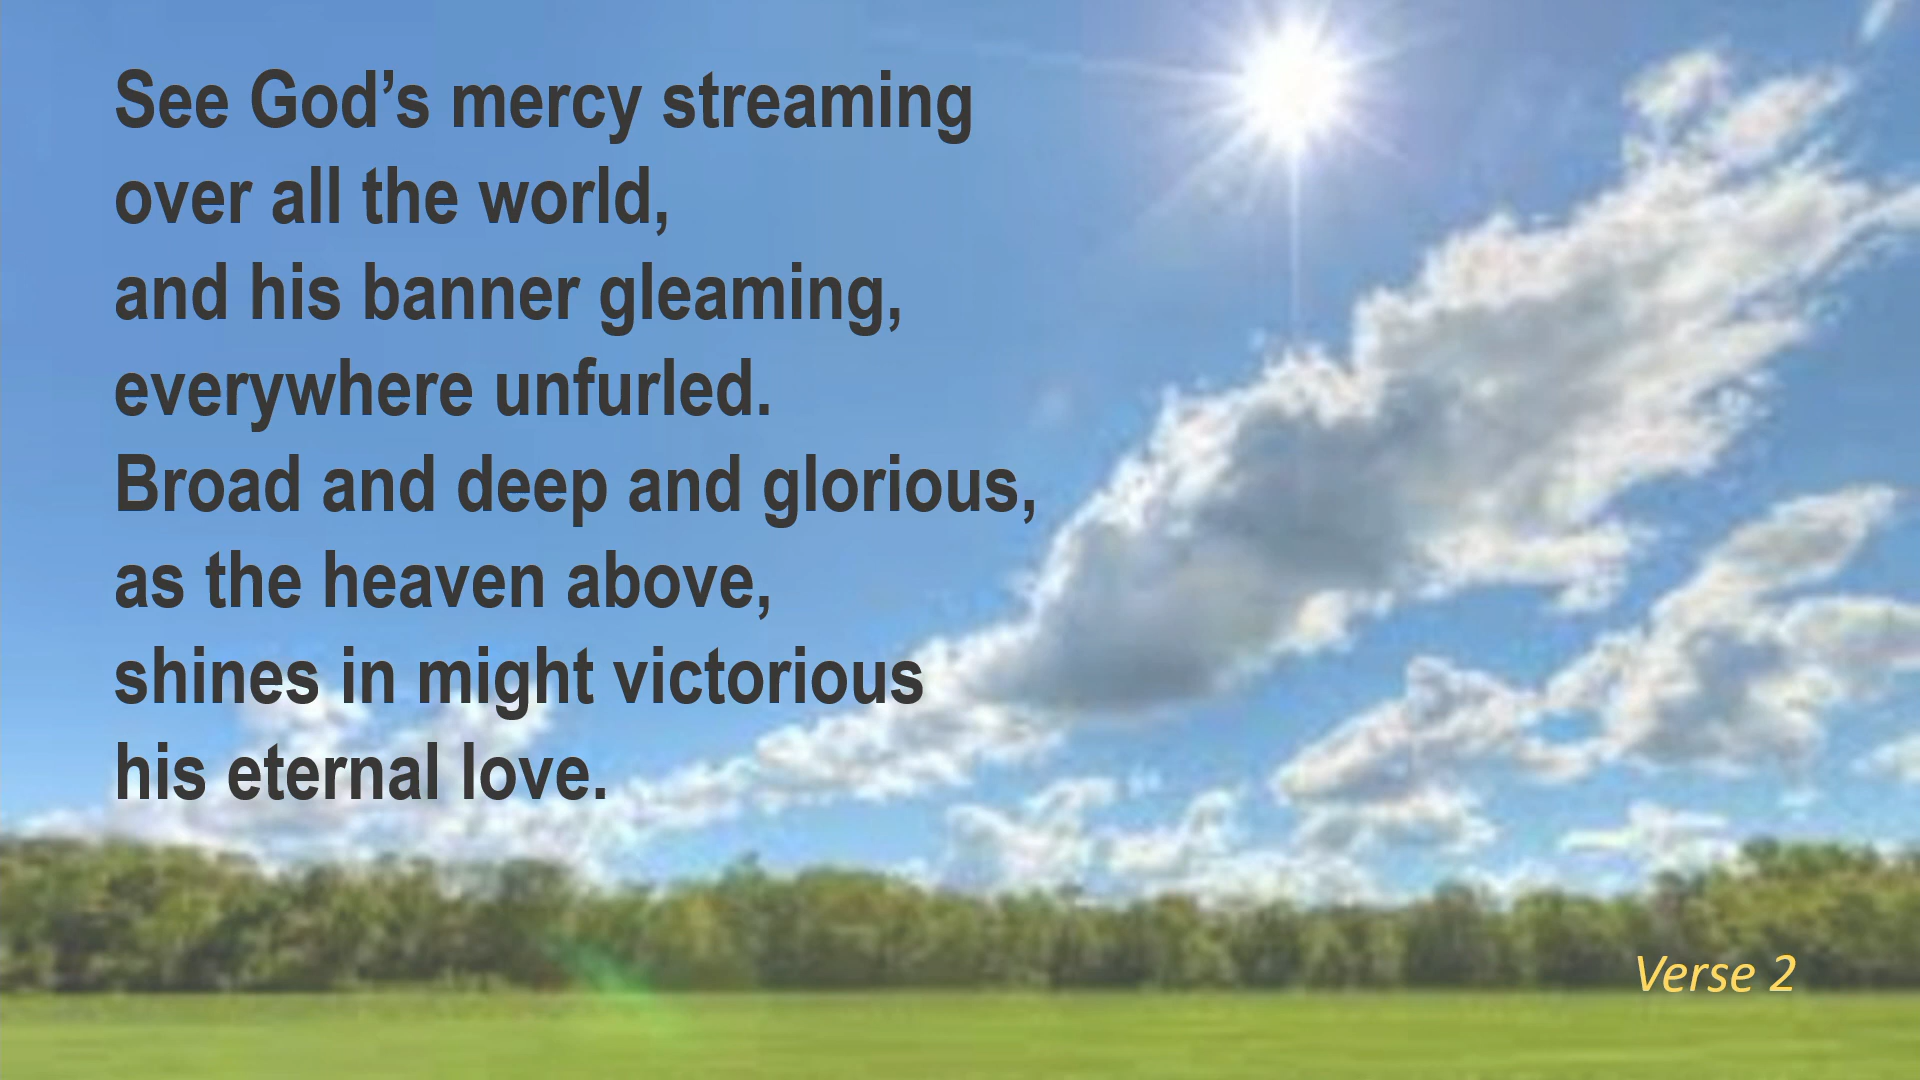 See God’s mercy streaming
over all the world,
and his banner gleaming,
everywhere unfurled.
Broad and deep and glorious,
as the heaven above,
shines in might victorious
his eternal love.
Verse 2